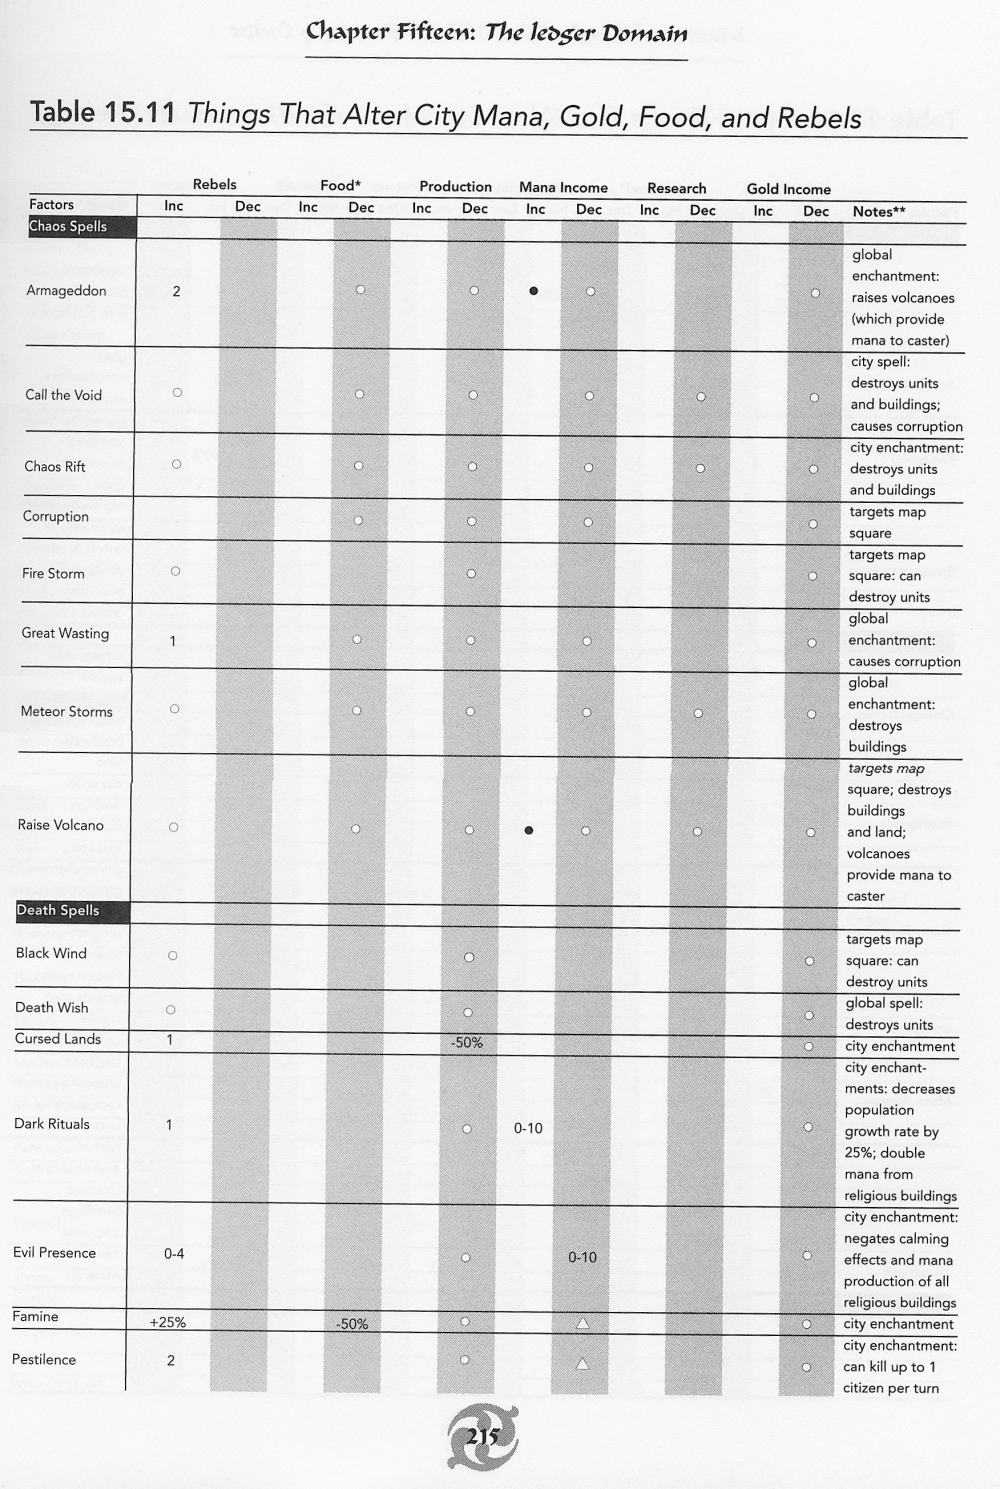 Chapter Fifteen: The ledger Domain
Table 15.11 Things That Alter City Mana, Gold, Food, and Rebels
Rebels Food* Production Mana Income Research Gold Income
Factors Inc Dec Inc Dec Inc Dec Inc Dec Inc Dec Inc Dec Notes**
Chaos Spells
Armageddon 2 ○ ○ ● ○ ○ global
enchantment:
raises volcanoes
(which provide
mana to caster)
Call the Void ○ ○ ○ ○ ○ ○ city spell:
destroys units
and buildings;
causes corruption
Chaos Rift ○ ○ ○ ○ ○ ○ city enchantment:
destroys units
and buildings
Corruption ○ ○ ○ ○ targets map
square
Fire Storm ○ ○ ○ targets map
square: can
destroy units
Great Wasting 1 ○ ○ ○ ○ global
enchantment:
causes corruption
Meteor Storms ○ ○ ○ ○ ○ ○ global
enchantment:
destroys
buildings
Raise Volcano ○ ○ ○ ● ○ ○ ○ targets map
square; destroys
buildings
and land;
volcanoes
provide mana to
caster
Death Spells
Black Wind ○ ○ ○ targets map
square: can
destroy units
Death Wish ○ ○ ○ global spell:
destroys units
Cursed Lands 1 -50% ○ city enchantment
Dark Rituals 1 ○ 0-10 ○ city enchant-
ments: decreases
population
growth rate by
25%; double
mana from
religious buildings
Evil Presence 0-4 ○ 0-10 ○ city enchantment:
negates calming
effects and mana
production of all
religious buildings
Famine +25% -50% ○ △ ○ city enchantment
Pestilence 2 ○ △ ○ city enchantment:
can kill up to 1
citizen per turn
215